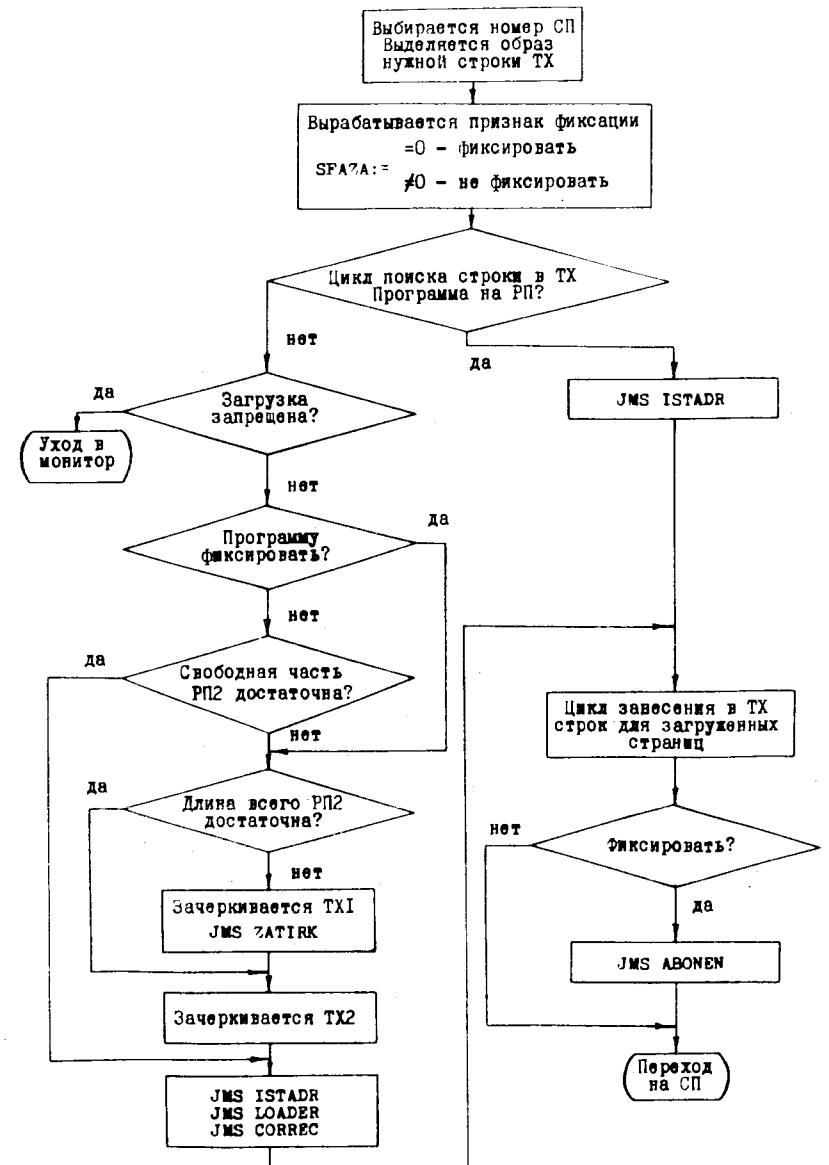 Выбирается номер СП
Выделяется образ
нужной строки ТХ
Вырабатывается признак фиксации
=0 - фиксировать
SFAZA:=
≠0 - не фиксировать
Цикл поиска строки в ТХ
Программа на РП?
нет
да
да
Загрузка
запрещена?
JMS ISTADR
Уход в
монитор
нет
да
Программу
фиксировать?
нет
да
Свободная часть
РП2 достаточна?
Цикл занесения в ТХ
строк для загруженных
страниц
нет
да
Длина всего РП2
достаточна?
нет
Фиксировать?
нет
да
Зачеркивается ТХ1
JMS ZATIRK
JMS ABONEN
Зачеркивается ТХ2
Переход
на СП
JMS ISTADR
JMS LOADER
JMS CORREC